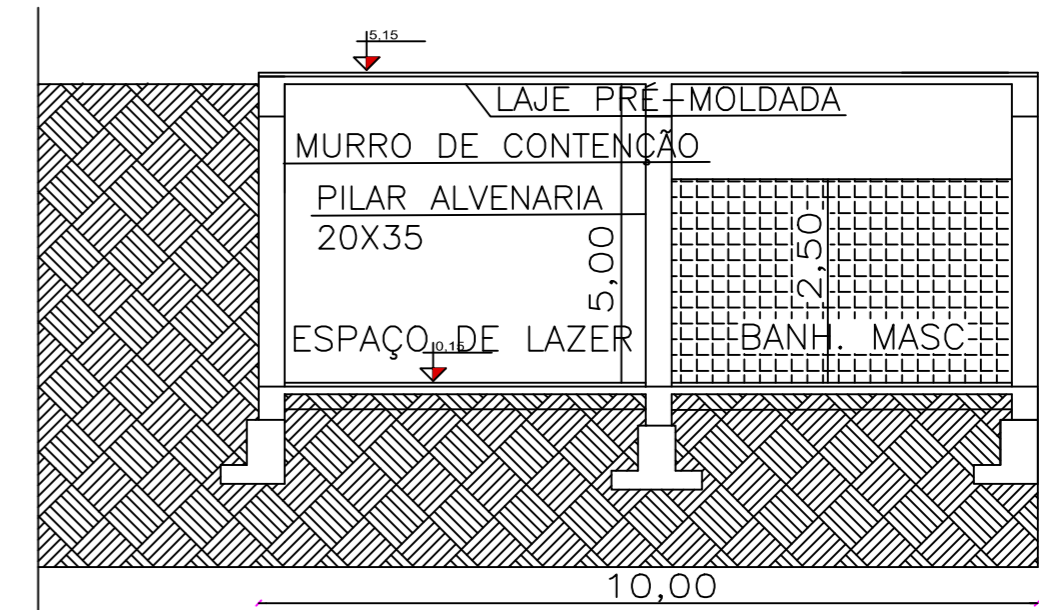 5,15
LAJE PRÉ-MOLDADA
MURRO DE CONTENÇÃO
PILAR ALVENARIA
20X35
5,00
2,50
ESPAÇO DE LAZER
BANH. MASC
0,15
10,00